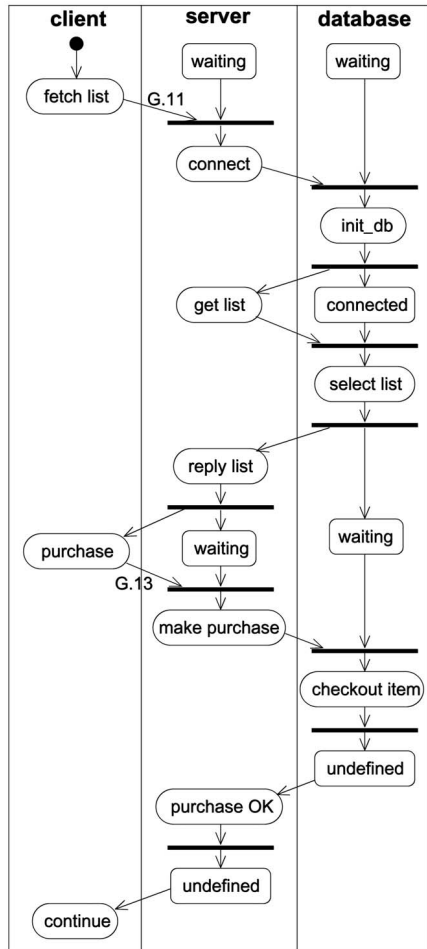 client server database
waiting waiting
fetch list G.11
connect
init_db
get list connected
select list
reply list
purchase waiting waiting
G.13
make purchase
checkout item
undefined
purchase OK
undefined
continue